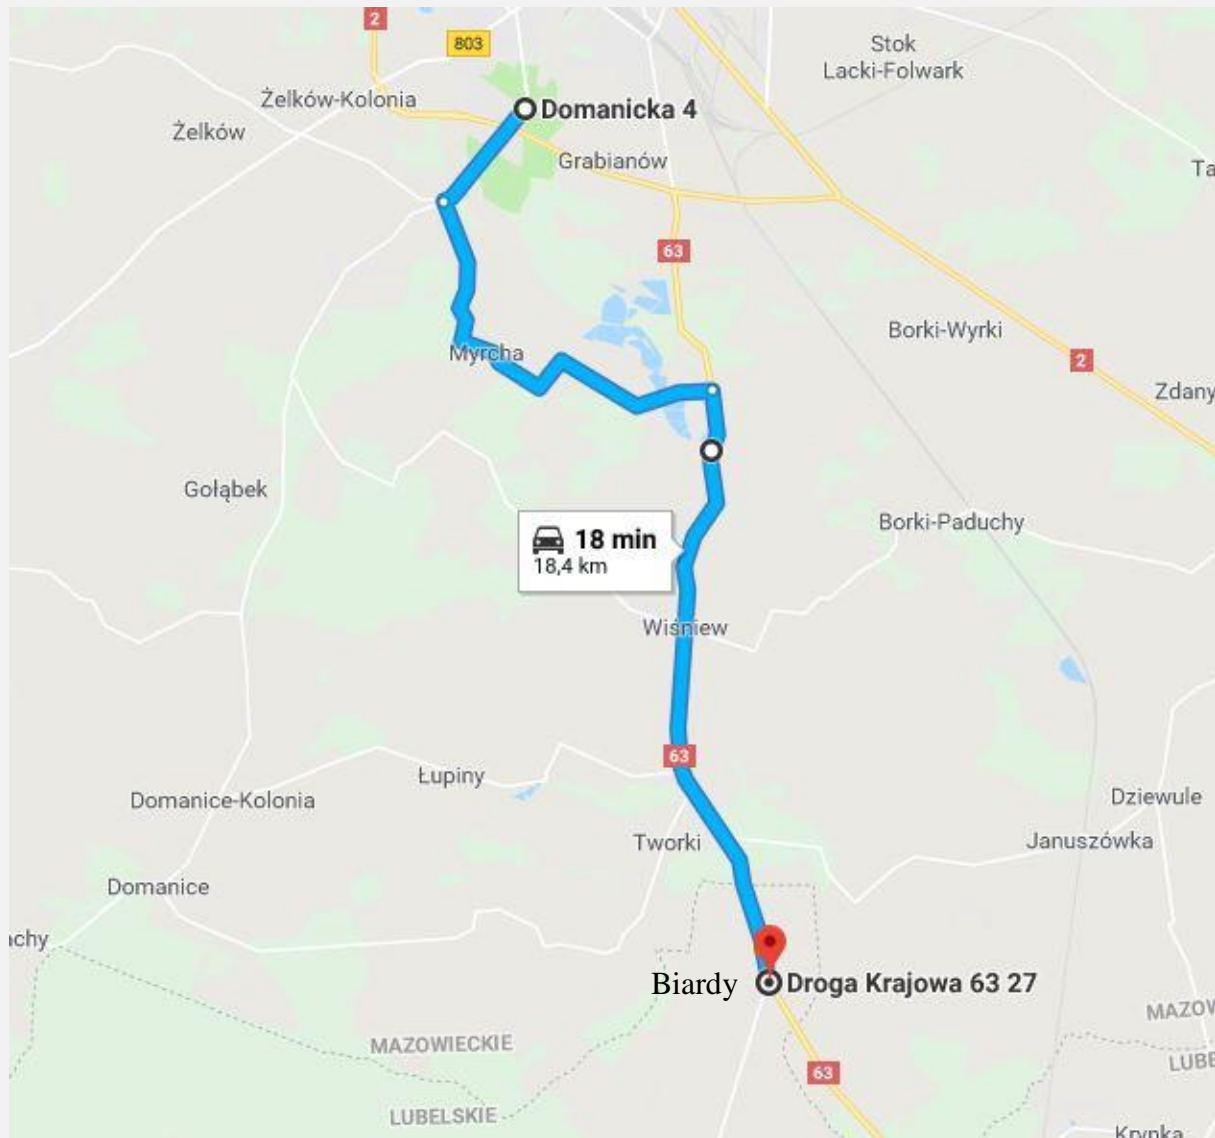 2
803
Stok
Lacki-Folwark
Żelków-Kolonia
Domanicka 4
Żelków
Grabianów
Ta
63
Borki-Wyrki
Myrcha
2
Zdany
Gołąbek
Borki-Paduchy
18 min
18,4 km
Wiśniew
63
Łupiny
Domanice-Kolonia
Dziewule
Tworki
Januszówka
Domanice
achy
Biardy
Droga Krajowa 63 27
MAZOW
MAZOWIECKIE
LUBE
63
LUBELSKIE
Krynka